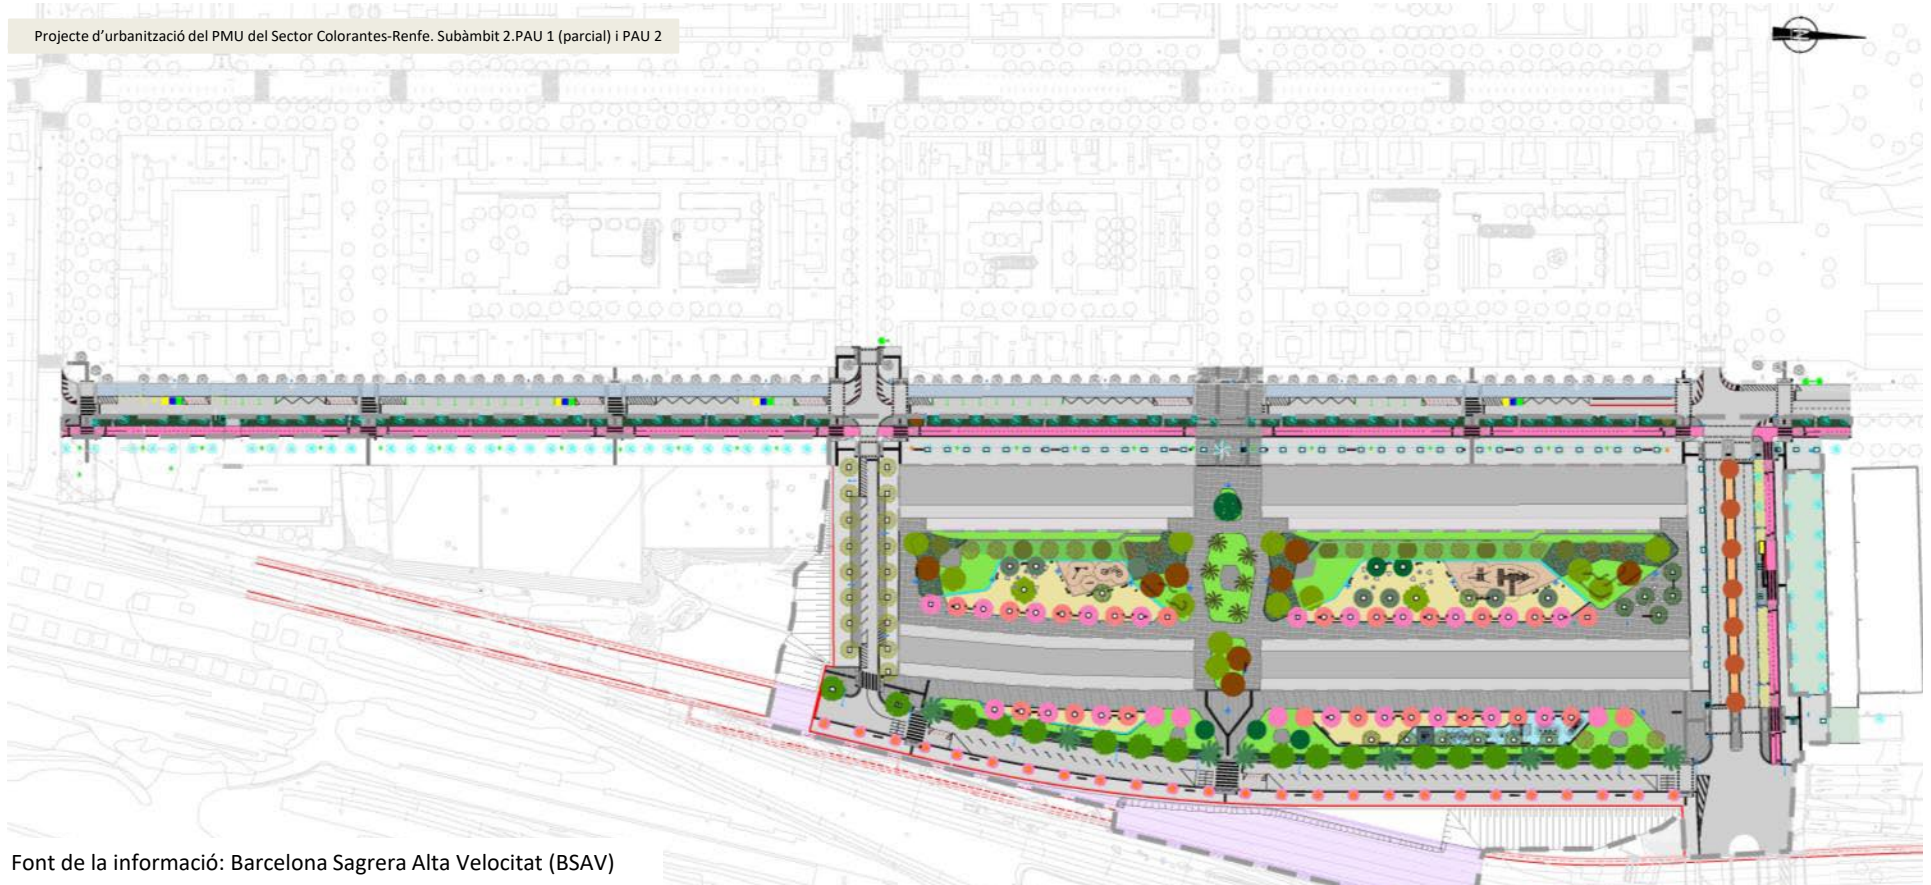 Projecte d’urbanització del PMU del Sector Colorantes-Renfe. Subàmbit 2.PAU 1 (parcial) i PAU 2
Font de la informació: Barcelona Sagrera Alta Velocitat (BSAV)